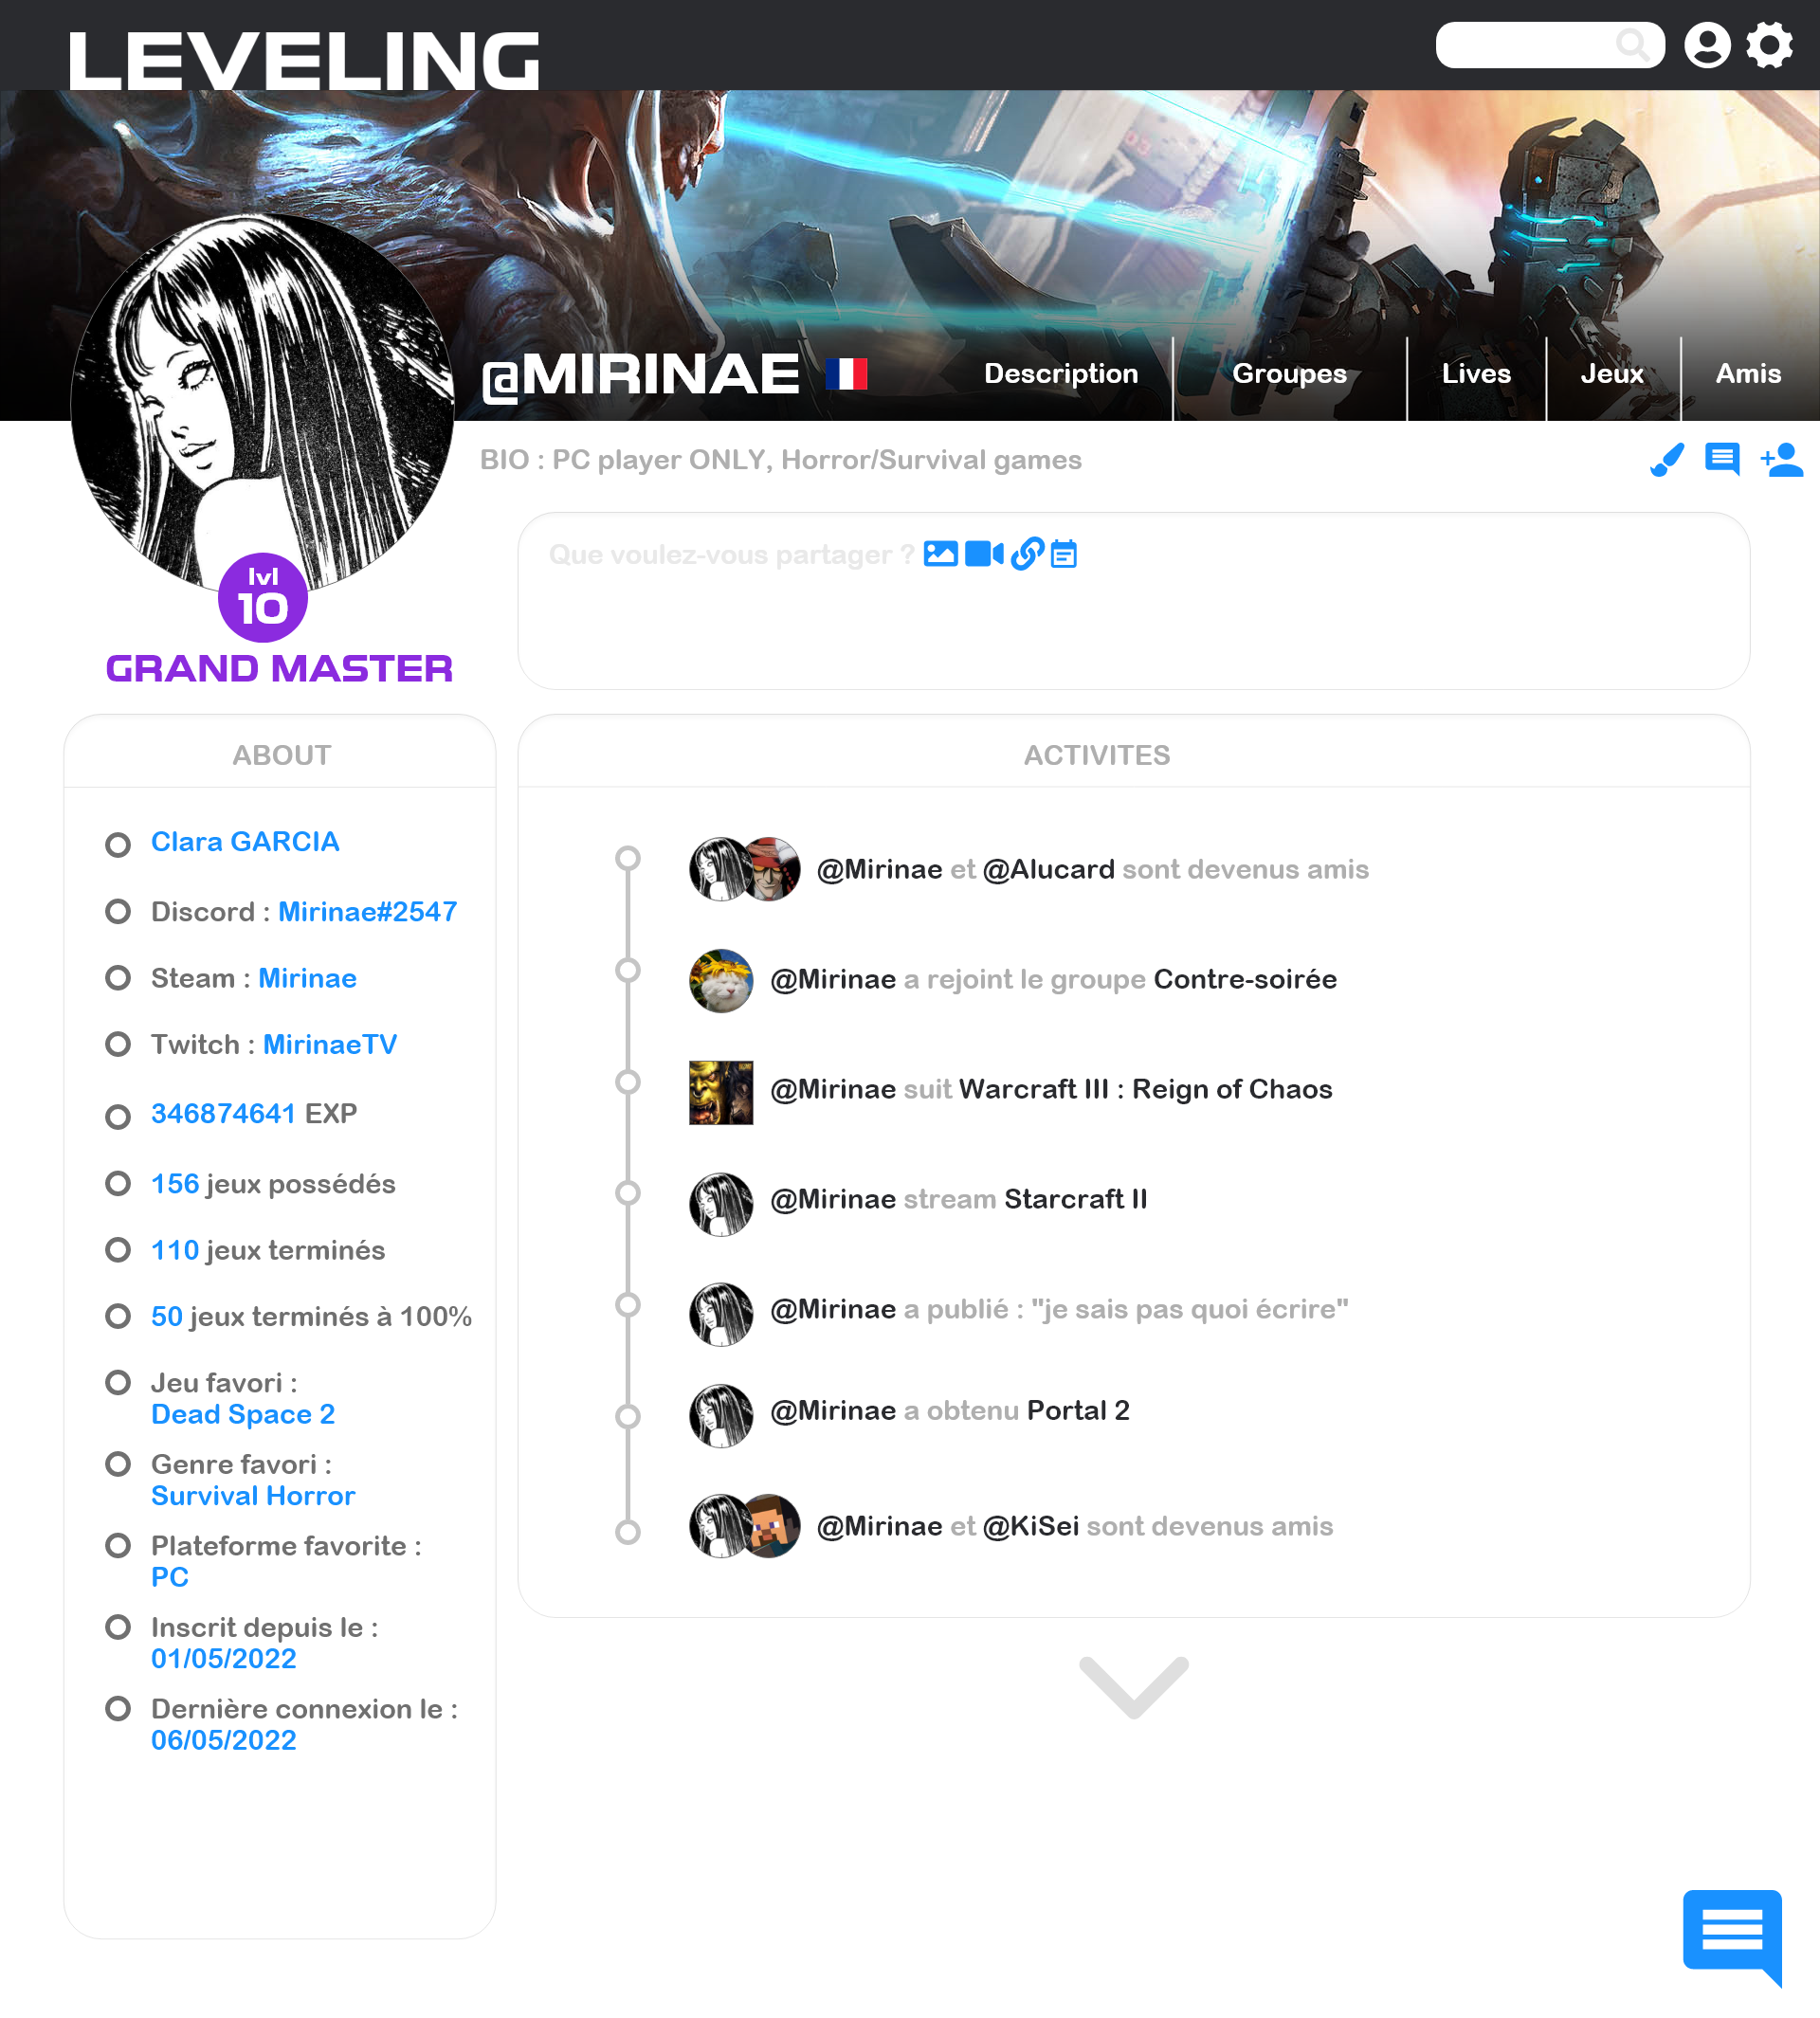 LEVELING
@MIRINAE
Description
Groupes
Lives
Jeux
Amis
BIO : PC player ONLY, Horror/Survival games
Que voulez-vous partager ?
lvl
10
GRAND MASTER
ABOUT
Clara GARCIA
Discord : Mirinae#2547
Steam : Mirinae
Twitch : MirinaeTV
346874641 EXP
156 jeux possédés
110 jeux terminés
50 jeux terminés à 100%
Jeu favori :
Dead Space 2
Genre favori :
Survival Horror
Plateforme favorite :
PC
Inscrit depuis le :
01/05/2022
Dernière connexion le :
06/05/2022
ACTIVITES
@Mirinae et @Alucard sont devenus amis
@Mirinae a rejoint le groupe Contre-soirée
@Mirinae suit Warcraft III : Reign of Chaos
@Mirinae stream Starcraft II
@Mirinae a publié : "je sais pas quoi écrire"
@Mirinae a obtenu Portal 2
@Mirinae et @KiSei sont devenus amis